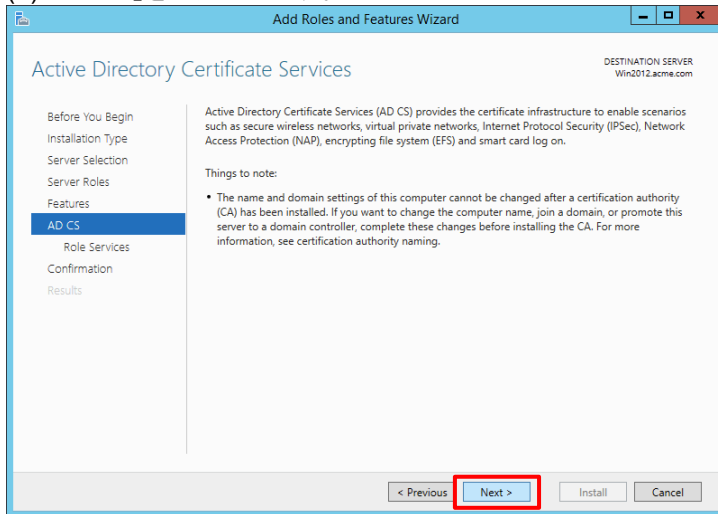 Add Roles and Features Wizard
Active Directory Certificate Services
DESTINATION SERVER
Win2012.acme.com
Before You Begin
Installation Type
Server Selection
Server Roles
Features
AD CS
Role Services
Confirmation
Results
Active Directory Certificate Services (AD CS) provides the certificate infrastructure to enable scenarios
such as secure wireless networks, virtual private networks, Internet Protocol Security (IPSec), Network
Access Protection (NAP), encrypting file system (EFS) and smart card log on.
Things to note:
• The name and domain settings of this computer cannot be changed after a certification authority
(CA) has been installed. If you want to change the computer name, join a domain, or promote this
server to a domain controller, complete these changes before installing the CA. For more
information, see certification authority naming.
< Previous
Next >
Install
Cancel